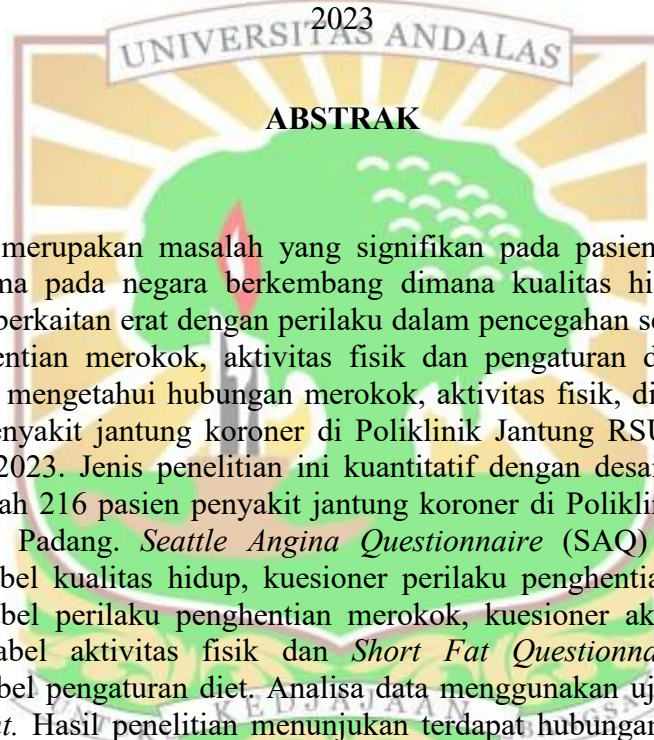 2023
UNIVERSITAS ANDALAS
ABSTRAK
merupakan masalah yang signifikan pada pasien
ma pada negara berkembang dimana kualitas hi
berkaitan erat dengan perilaku dalam pencegahan se
entian merokok, aktivitas fisik dan pengaturan d
mengetahui hubungan merokok, aktivitas fisik, di
enyakit jantung koroner di Poliklinik Jantung RSU
2023. Jenis penelitian ini kuantitatif dengan desai
ah 216 pasien penyakit jantung koroner di Poliklin
Padang. Seattle Angina Questionnaire (SAQ)
bel kualitas hidup, kuesioner perilaku penghentia
bel perilaku penghentian merokok, kuesioner ak
abel aktivitas fisik dan Short Fat Questionna
bel pengaturan diet. Analisa data menggunakan uj
KEDJAJAAN
nt. Hasil penelitian menunjukan terdapat hubungan